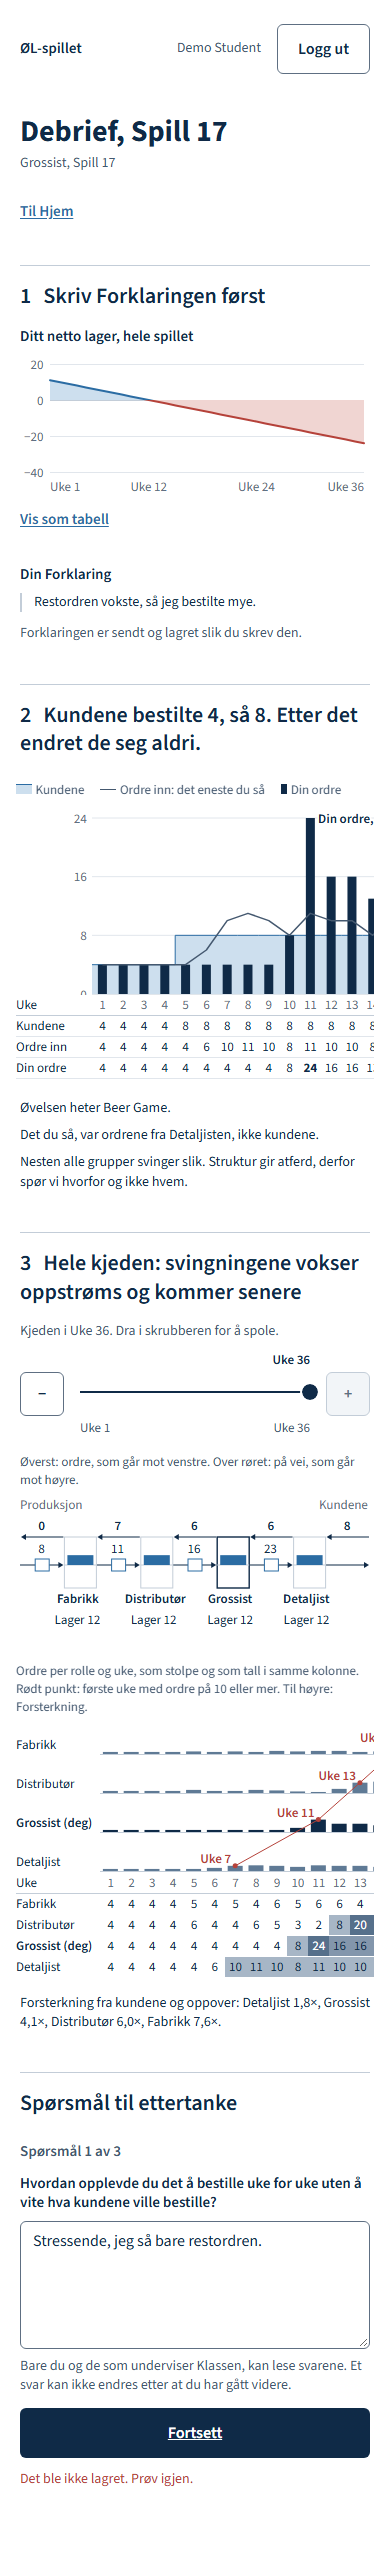 ØL-spillet
Demo Student
Logg ut
Debrief, Spill 17
Grossist, Spill 17
Til Hjem
1 Skriv Forklaringen først
Ditt netto lager, hele spillet
20
0
−20
−40
Uke 1 Uke 12 Uke 24 Uke 36
Vis som tabell
Din Forklaring
Restordren vokste, så jeg bestilte mye.
Forklaringen er sendt og lagret slik du skrev den.
2 Kundene bestilte 4, så 8. Etter det
endret de seg aldri.
Kundene Ordre inn: det eneste du så Din ordre
24 Din ordre,
16
8
0
Uke 1 2 3 4 5 6 7 8 9 10 11 12 13
Kundene 4 4 4 4 8 8 8 8 8 8 8 8 8
Ordre inn 4 4 4 4 4 6 10 11 10 8 11 10 10
Din ordre 4 4 4 4 4 4 4 4 4 8 24 16 16
Øvelsen heter Beer Game.
Det du så, var ordrene fra Detaljisten, ikke kundene.
Nesten alle grupper svinger slik. Struktur gir atferd, derfor
spør vi hvorfor og ikke hvem.
3 Hele kjeden: svingningene vokser
oppstrøms og kommer senere
Kjeden i Uke 36. Dra i skrubberen for å spole.
Uke 36
− +
Uke 1 Uke 36
Øverst: ordre, som går mot venstre. Over røret: på vei, som går
mot høyre.
Produksjon Kundene
0 7 6 6 8
8 11 16 23
Fabrikk Distributør Grossist Detaljist
Lager 12 Lager 12 Lager 12 Lager 12
Ordre per rolle og uke, som stolpe og som tall i samme kolonne.
Rødt punkt: første uke med ordre på 10 eller mer. Til høyre:
Forsterkning.
Fabrikk
Distributør Uke 13
Grossist (deg) Uke 11
Detaljist Uke 7
Uke 1 2 3 4 5 6 7 8 9 10 11 12 13
Fabrikk 4 4 4 4 5 4 5 4 6 5 6 6 4
Distributør 4 4 4 4 6 4 4 6 5 3 2 8 20
Grossist (deg) 4 4 4 4 4 4 4 4 4 8 24 16 16
Detaljist 4 4 4 4 4 6 10 11 10 8 11 10 10
Forsterkning fra kundene og oppover: Detaljist 1,8×, Grossist
4,1×, Distributør 6,0×, Fabrikk 7,6×.
Spørsmål til ettertanke
Spørsmål 1 av 3
Hvordan opplevde du det å bestille uke for uke uten å
vite hva kundene ville bestille?
Stressende, jeg så bare restordren.
Bare du og de som underviser Klassen, kan lese svarene. Et
svar kan ikke endres etter at du har gått videre.
Fortsett
Det ble ikke lagret. Prøv igjen.